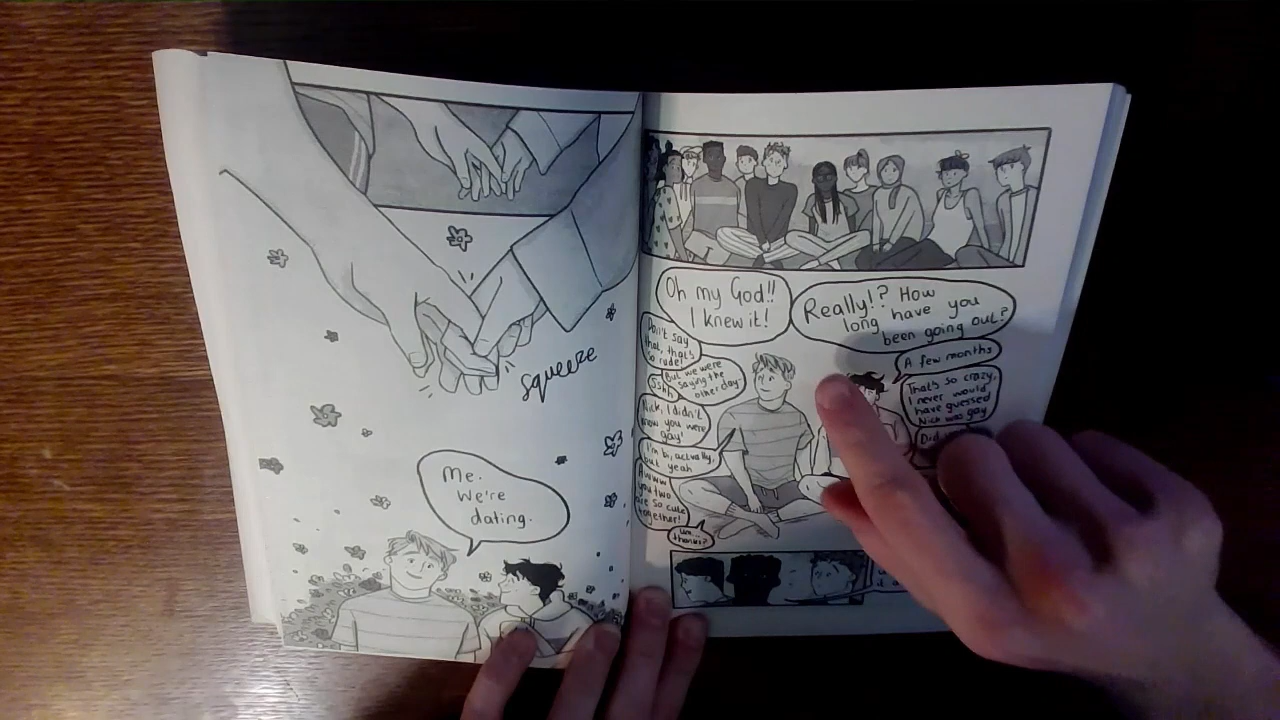 squeeze
Me.
We're
dating.
Oh my God!!
I knew it!
Really!? How
long have you
been going out?
Don't say
that, that's
so rude!
But we were
saying the
other day-
Sshh
A few months
That's so crazy,
I never would
have guessed
Nick was gay
Nick, I didn't
know you were
gay!
I'm bi, actually,
but yeah
Did
Awww
you two
are so cute
together!
um...
thanks?